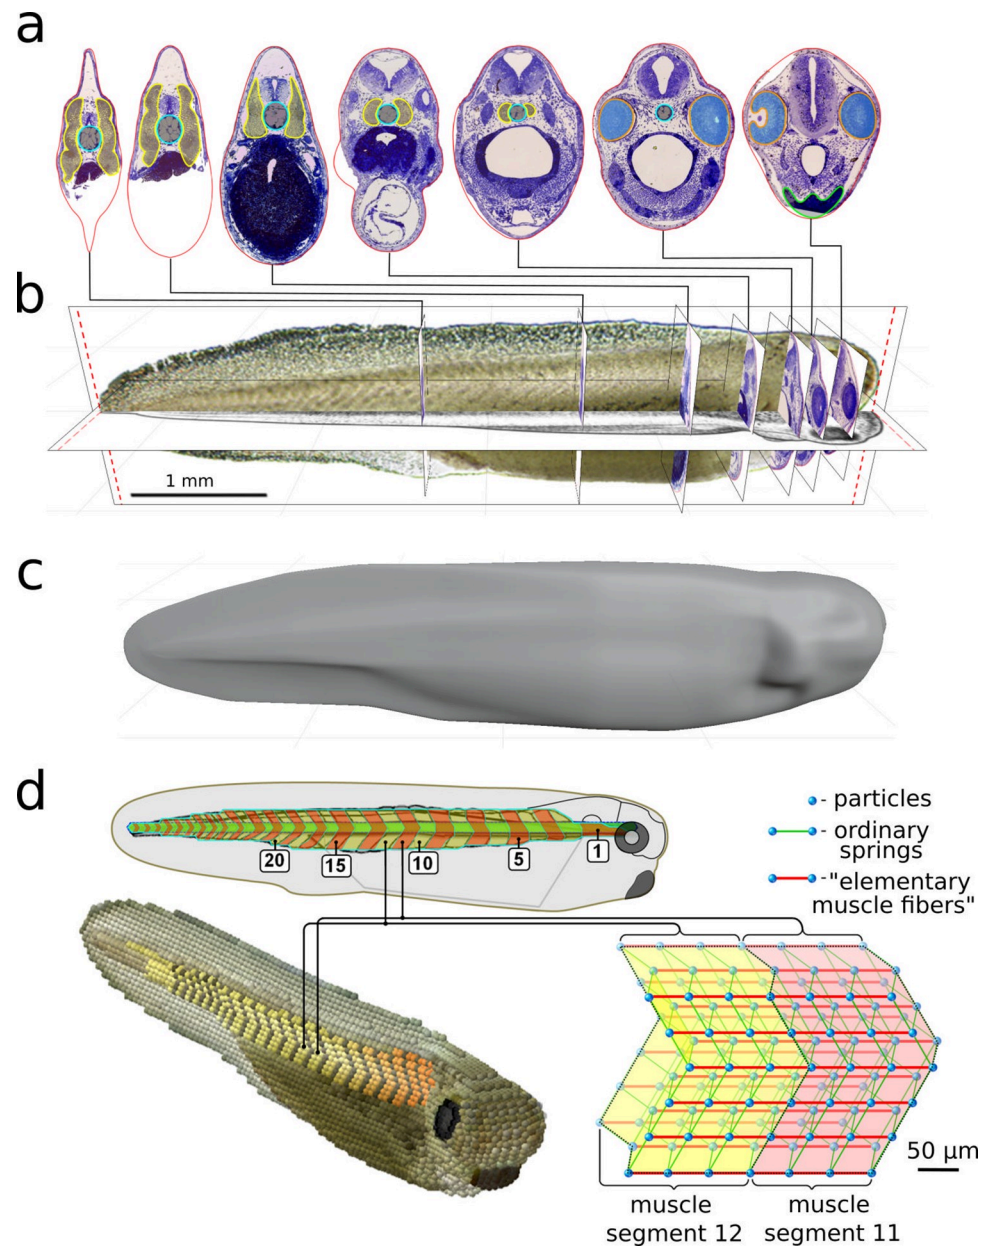 a
b
1 mm
c
d
20
15
10
5
1
- particles
- ordinary
springs
-"elementary
muscle fibers"
50 µm
muscle
segment 12
muscle
segment 11